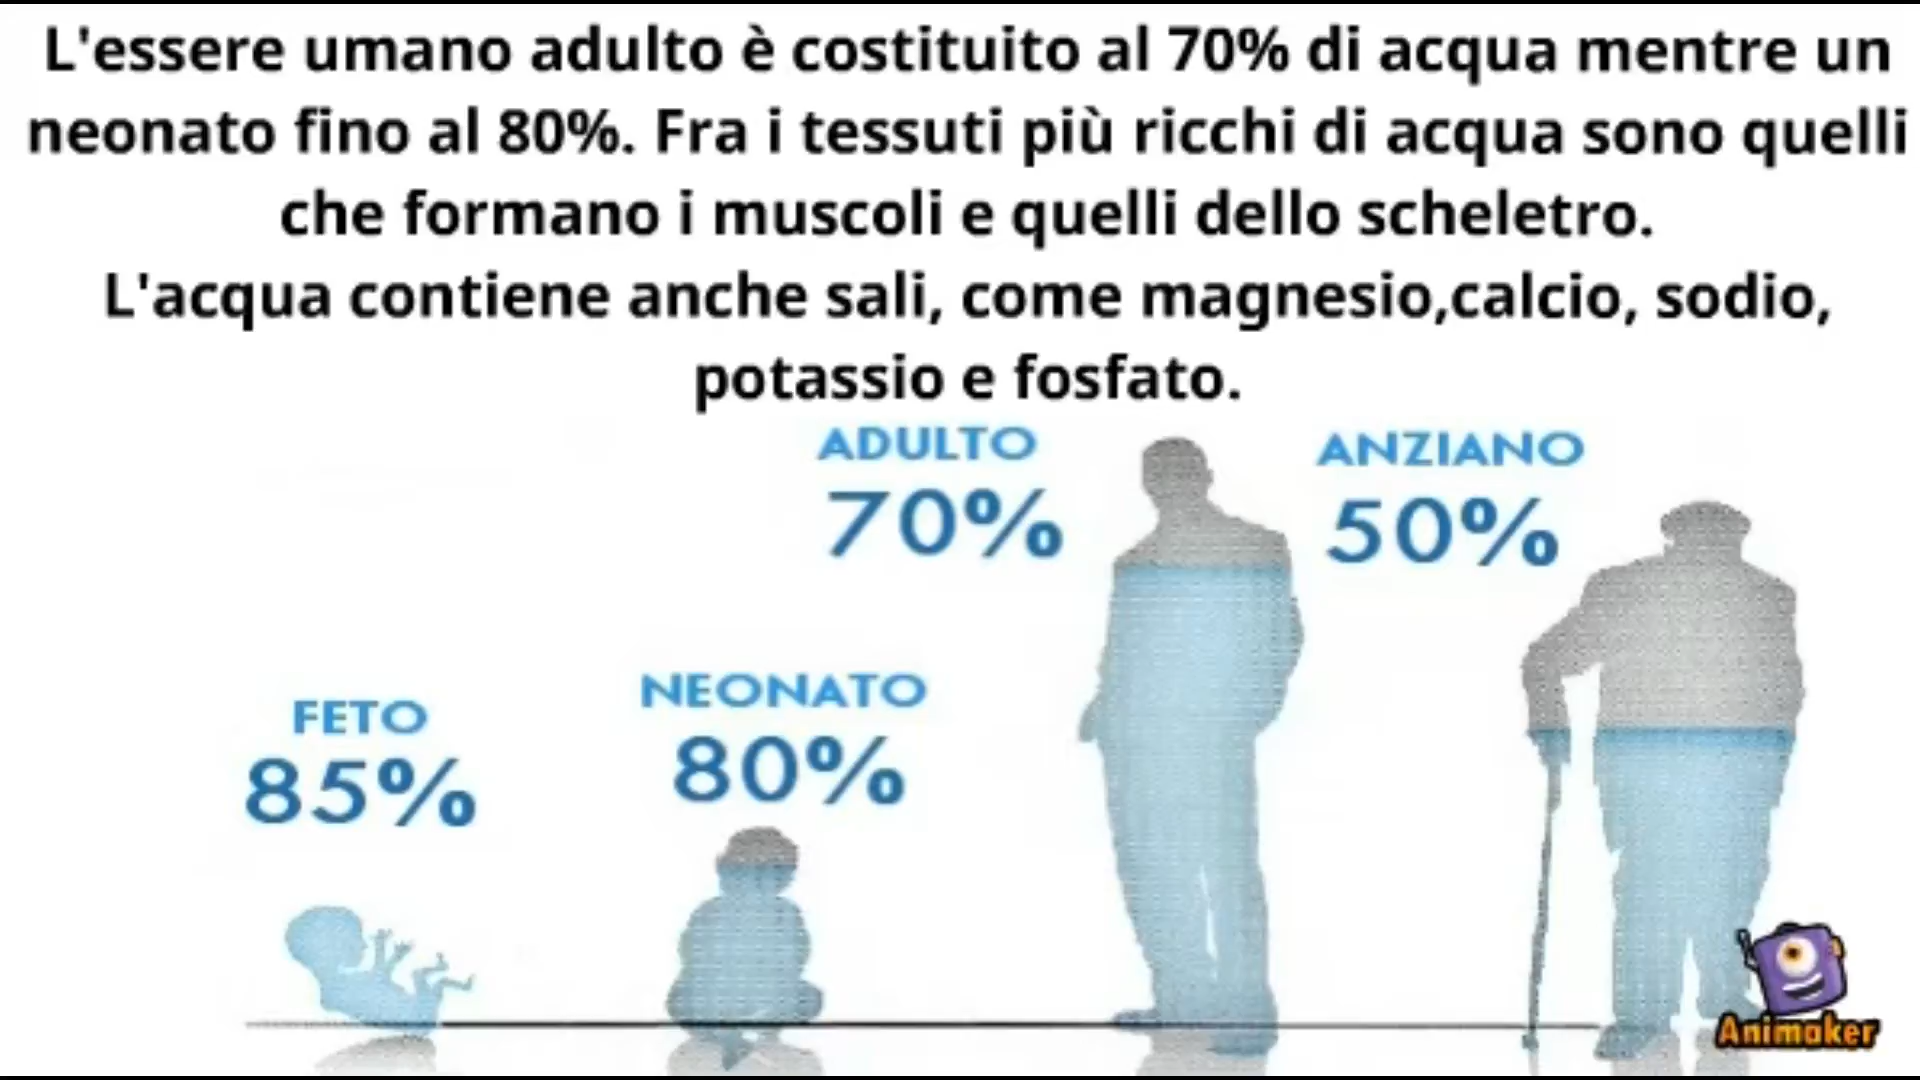 L'essere umano adulto è costituito al 70% di acqua mentre un
neonato fino al 80%. Fra i tessuti più ricchi di acqua sono quelli
che formano i muscoli e quelli dello scheletro.
L'acqua contiene anche sali, come magnesio,calcio, sodio,
potassio e fosfato.
FETO
85%
NEONATO
80%
ADULTO
70%
ANZIANO
50%
Animaker